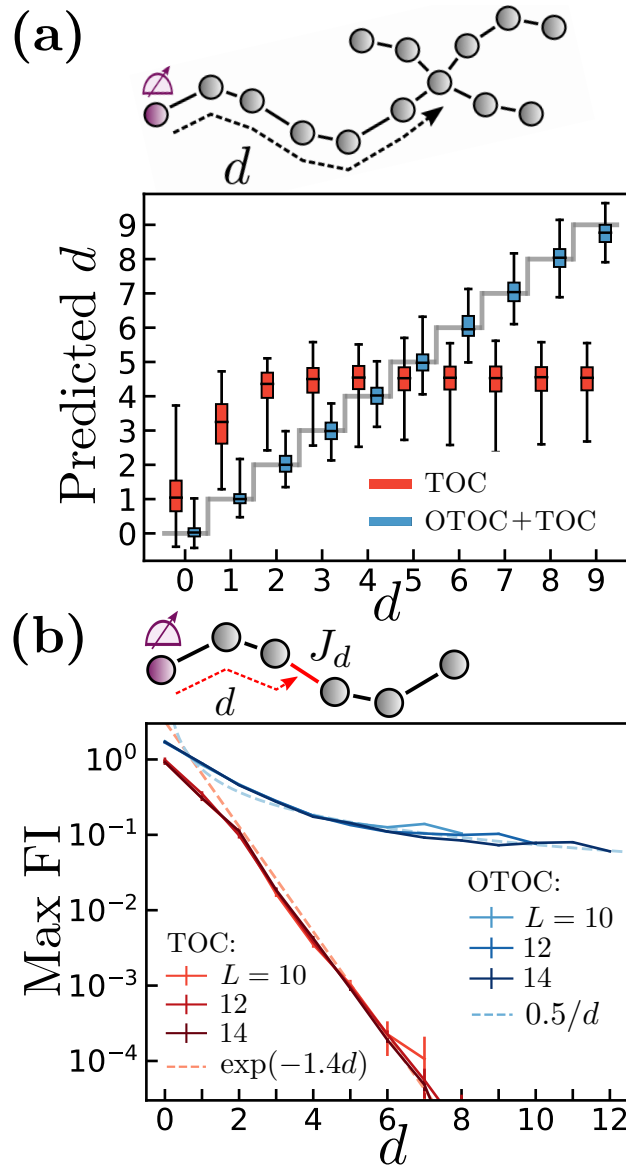 (a)
d
Predicted d
9
8
7
6
5
4
3
2
1
0
TOC
OTOC+TOC
0 1 2 3 4 5 6 7 8 9
d
(b)
J_d
d
Max FI
10⁰
10⁻¹
10⁻²
10⁻³
10⁻⁴
OTOC:
L = 10
12
14
0.5/d
TOC:
L = 10
12
14
exp(−1.4d)
0 2 4 6 8 10 12
d